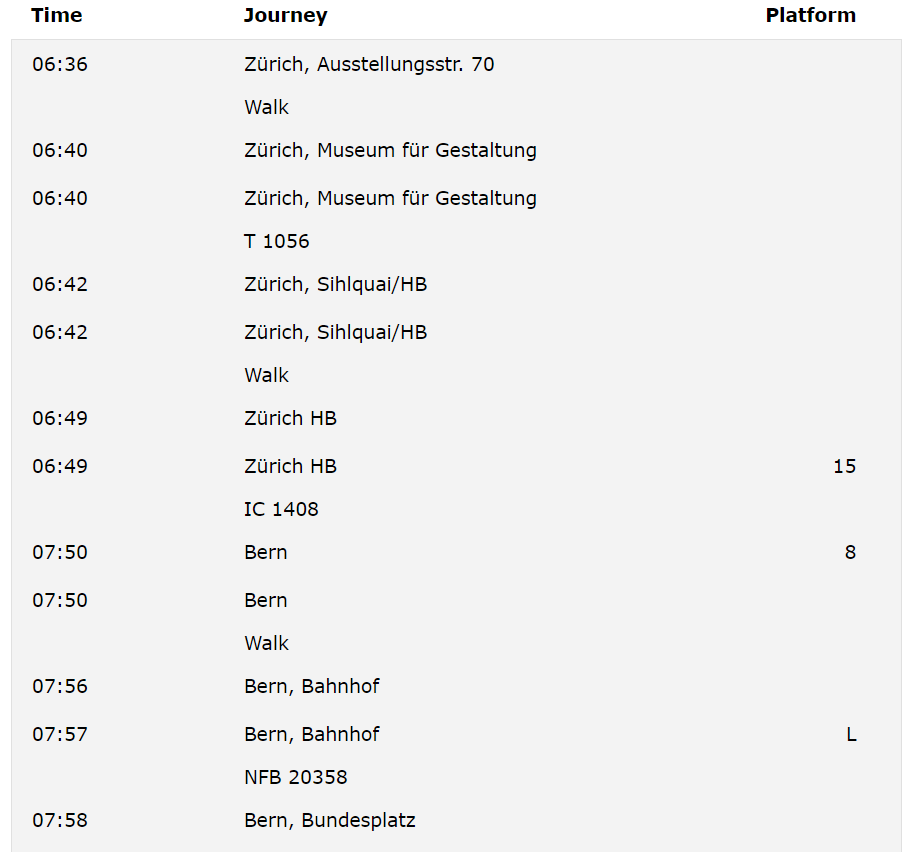 Time Journey Platform
06:36 Zürich, Ausstellungsstr. 70
Walk
06:40 Zürich, Museum für Gestaltung
06:40 Zürich, Museum für Gestaltung
T 1056
06:42 Zürich, Sihlquai/HB
06:42 Zürich, Sihlquai/HB
Walk
06:49 Zürich HB
06:49 Zürich HB 15
IC 1408
07:50 Bern 8
07:50 Bern
Walk
07:56 Bern, Bahnhof
07:57 Bern, Bahnhof L
NFB 20358
07:58 Bern, Bundesplatz